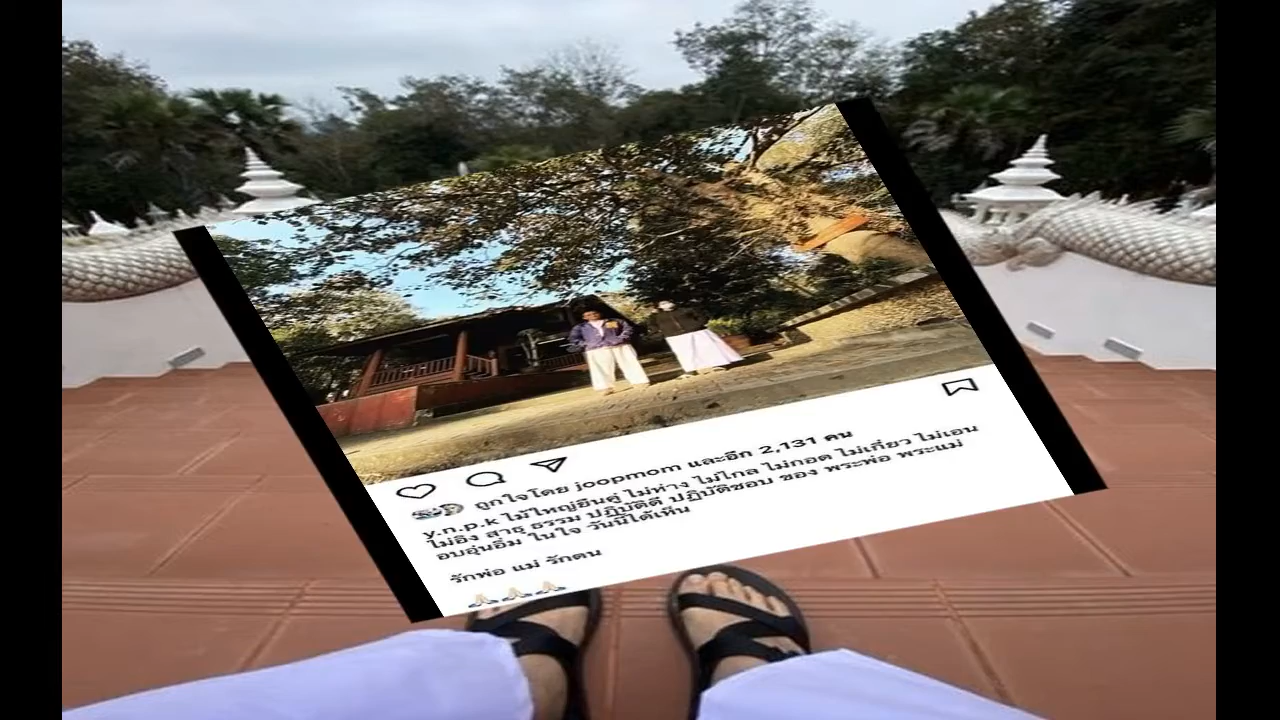 ถูกใจโดย joopmom และอีก 2,131 คน
y.n.p.k ไม้ใหญ่ยืนคู่ ไม่ห่าง ไม่ไกล ไม่กอด ไม่เกี่ยว ไม่เอน
ไม่อิง สาธุ ธรรม ปฏิบัติดี ปฏิบัติชอบ ของ พระพ่อ พระแม่
อบอุ่นอิ่ม ในใจ วันนี้ได้เห็น
รักพ่อ แม่ รักตน
🙏🏻🙏🏻🙏🏻